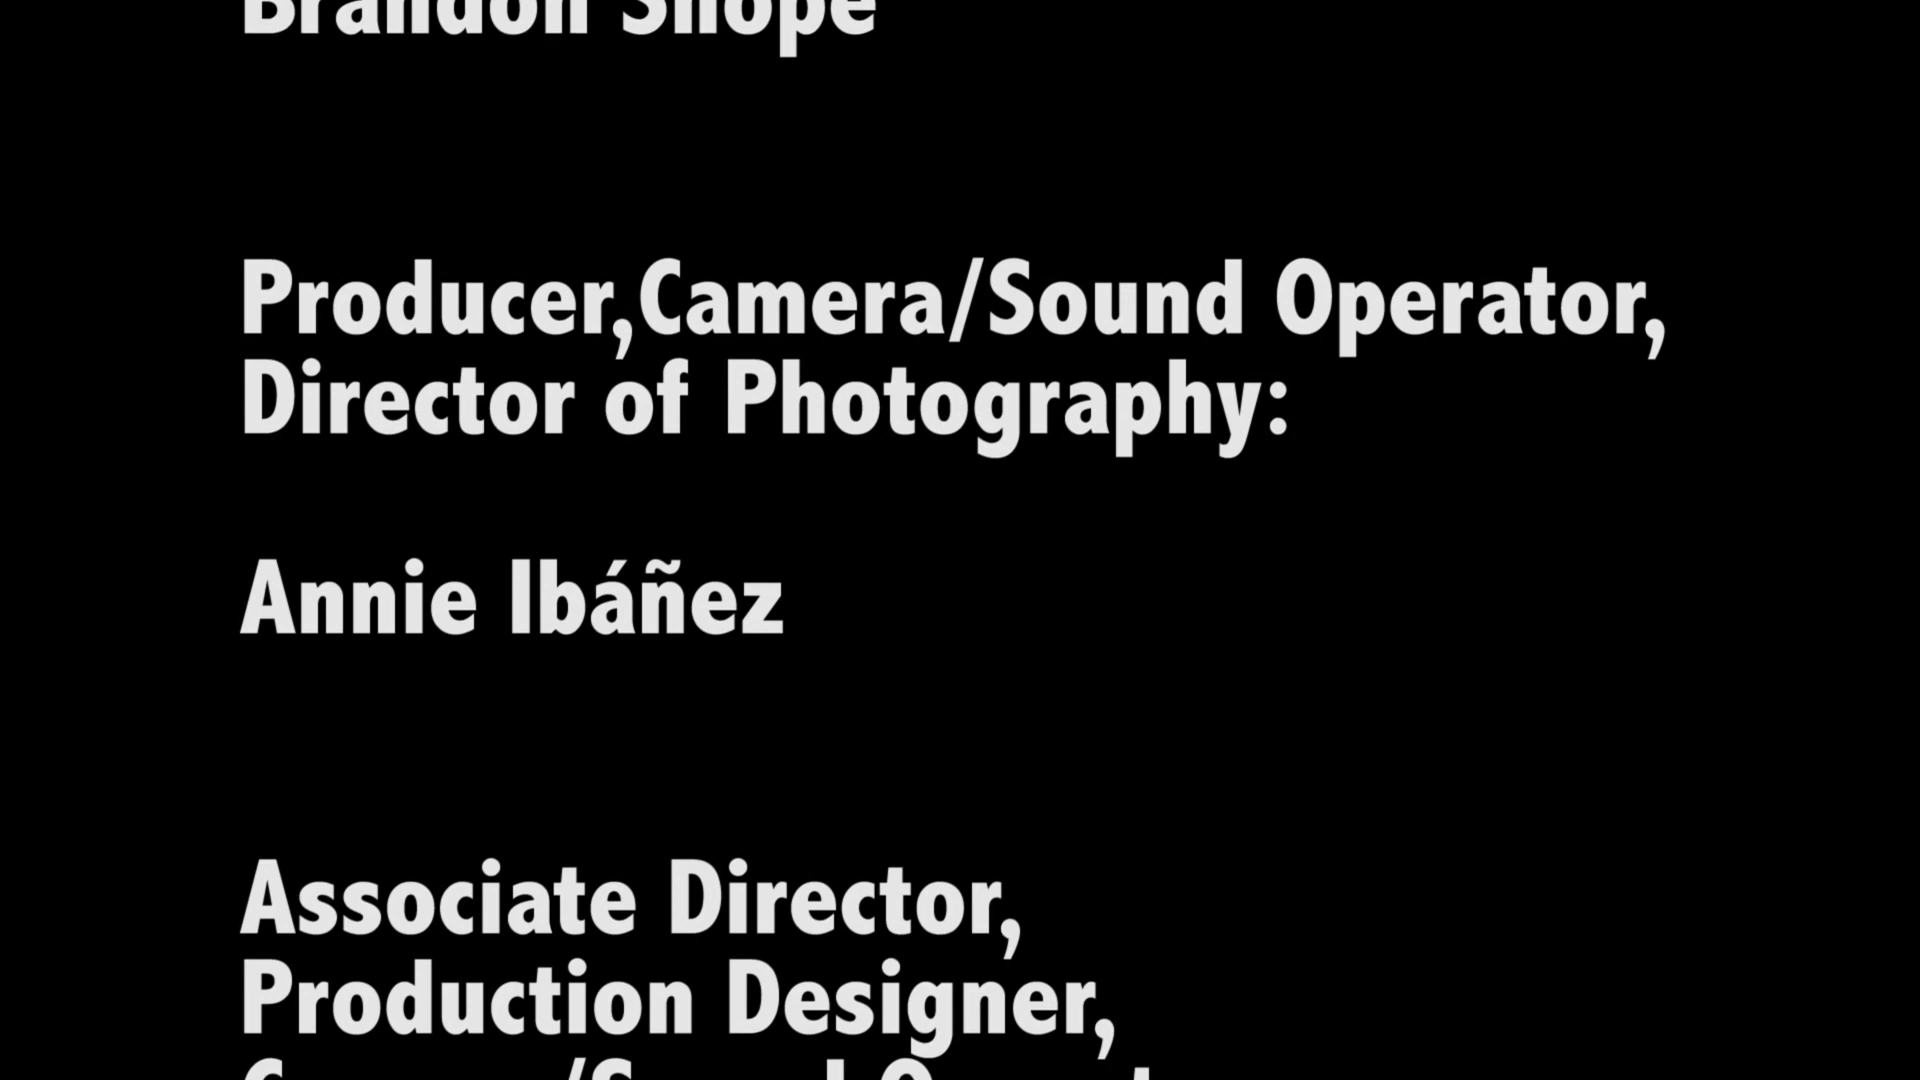 Brandon Shope
Producer,Camera/Sound Operator,
Director of Photography:
Annie Ibáñez
Associate Director,
Production Designer,